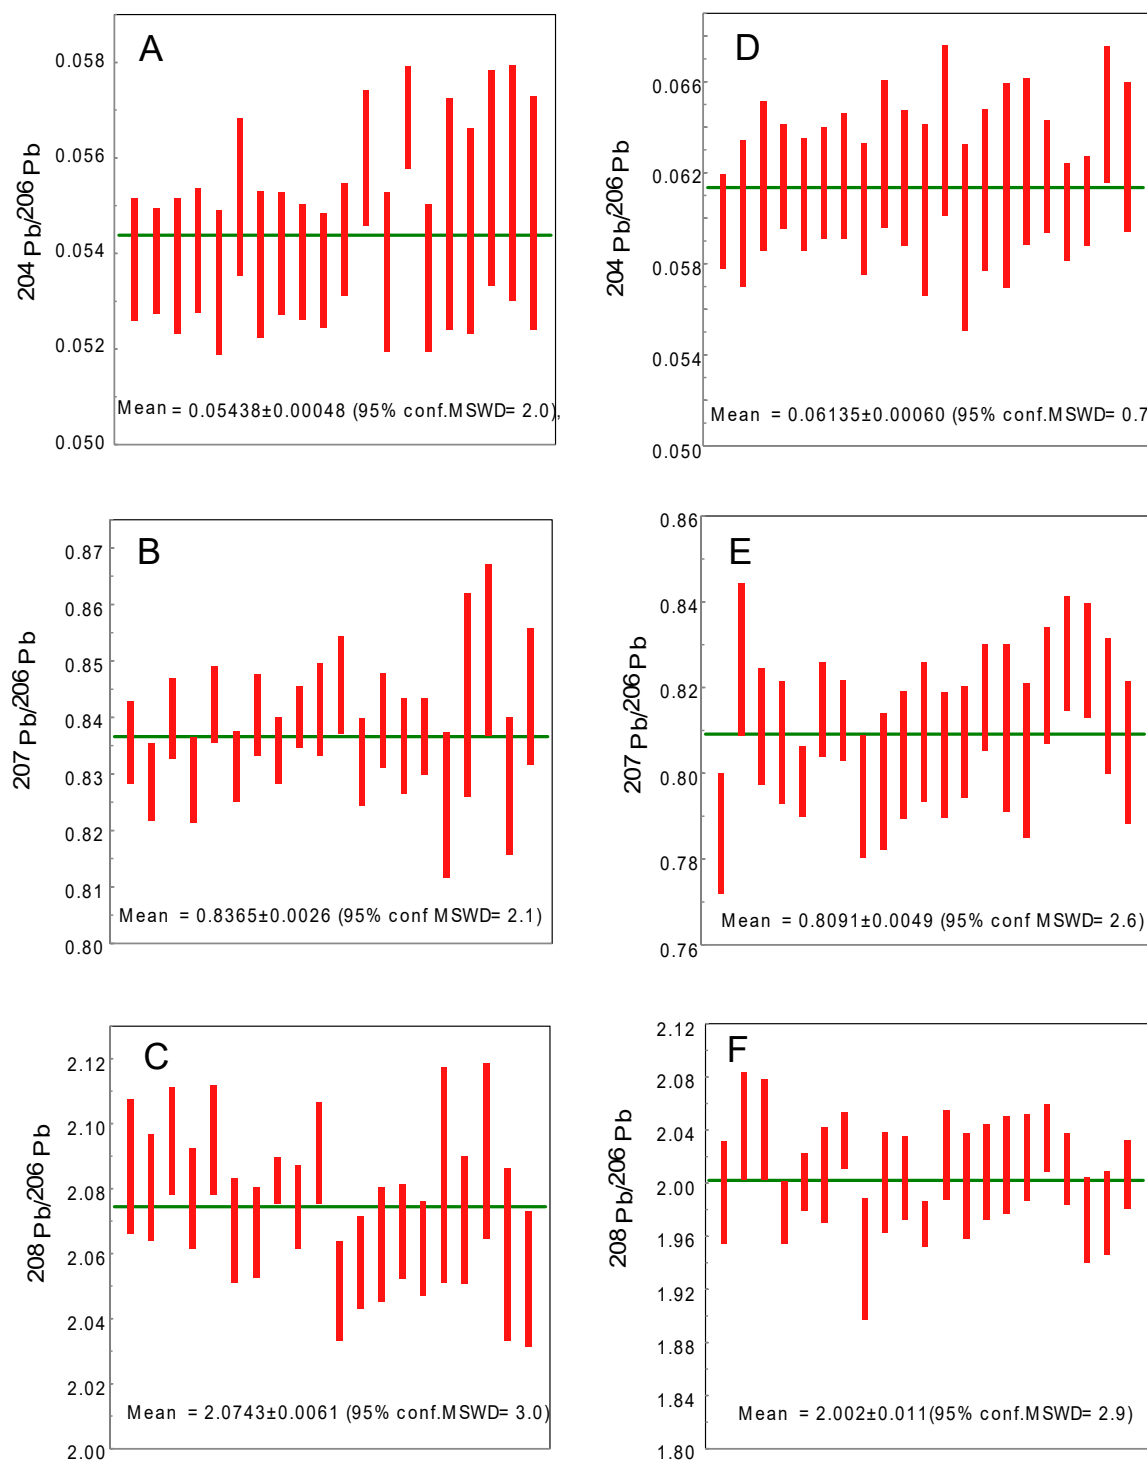 A
204Pb/206Pb
0.058
0.056
0.054
0.052
0.050
Mean = 0.05438±0.00048 (95% conf.MSWD= 2.0),
D
204Pb/206Pb
0.066
0.062
0.058
0.054
0.050
Mean = 0.06135±0.00060 (95% conf.MSWD= 0.7
B
207Pb/206Pb
0.87
0.86
0.85
0.84
0.83
0.82
0.81
0.80
Mean = 0.8365±0.0026 (95% conf MSWD= 2.1)
E
207Pb/206Pb
0.86
0.84
0.82
0.80
0.78
0.76
Mean = 0.8091±0.0049 (95% conf MSWD= 2.6)
C
208Pb/206Pb
2.12
2.10
2.08
2.06
2.04
2.02
2.00
Mean = 2.0743±0.0061 (95% conf.MSWD= 3.0)
F
208Pb/206Pb
2.12
2.08
2.04
2.00
1.96
1.92
1.88
1.84
1.80
Mean = 2.002±0.011(95% conf.MSWD= 2.9)